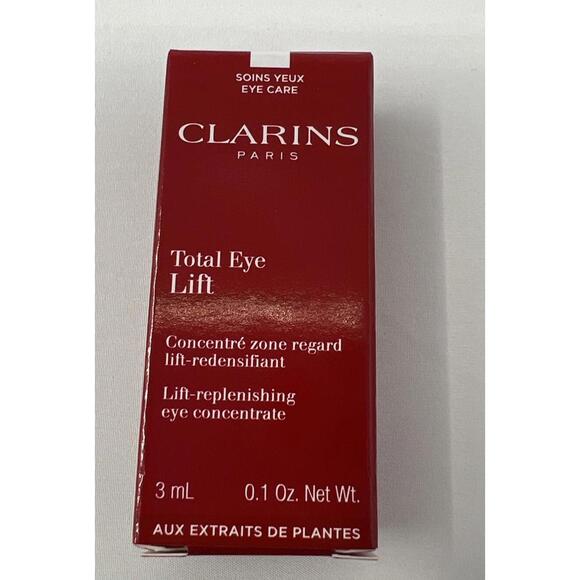 SOINS YEUX
EYE CARE
CLARINS
PARIS
Total Eye
Lift
Concentré zone regard
lift-redensifiant
Lift-replenishing
eye concentrate
3 mL 0.1 Oz. Net Wt.
AUX EXTRAITS DE PLANTES